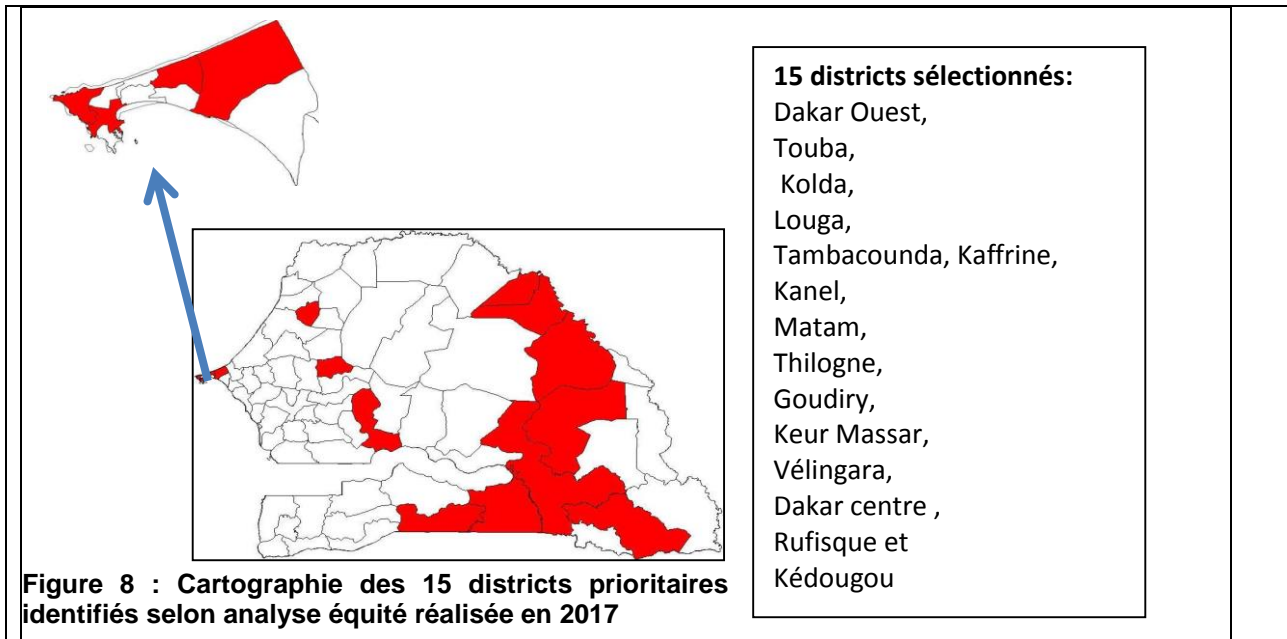 15 districts sélectionnés:
Dakar Ouest,
Touba,
Kolda,
Louga,
Tambacounda, Kaffrine,
Kanel,
Matam,
Thilogne,
Goudiry,
Keur Massar,
Vélingara,
Dakar centre ,
Rufisque et
Kédougou
Figure 8 : Cartographie des 15 districts prioritaires
identifiés selon analyse équité réalisée en 2017